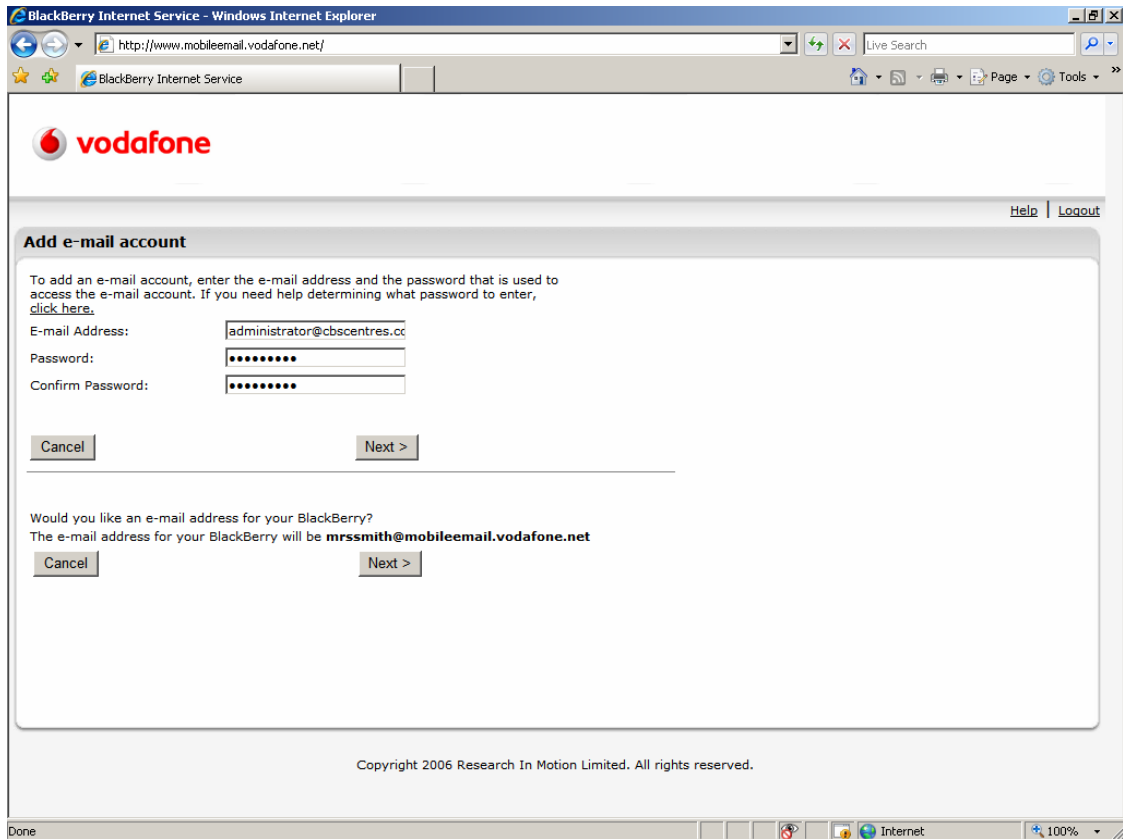 BlackBerry Internet Service - Windows Internet Explorer
http://www.mobileemail.vodafone.net/
Live Search
BlackBerry Internet Service
Page
Tools
»
vodafone
Help | Logout
Add e-mail account
To add an e-mail account, enter the e-mail address and the password that is used to
access the e-mail account. If you need help determining what password to enter,
click here.
E-mail Address: administrator@cbscentres.cc
Password: •••••••••
Confirm Password: •••••••••
Cancel Next >
Would you like an e-mail address for your BlackBerry?
The e-mail address for your BlackBerry will be mrssmith@mobileemail.vodafone.net
Cancel Next >
Copyright 2006 Research In Motion Limited. All rights reserved.
Done Internet 100%